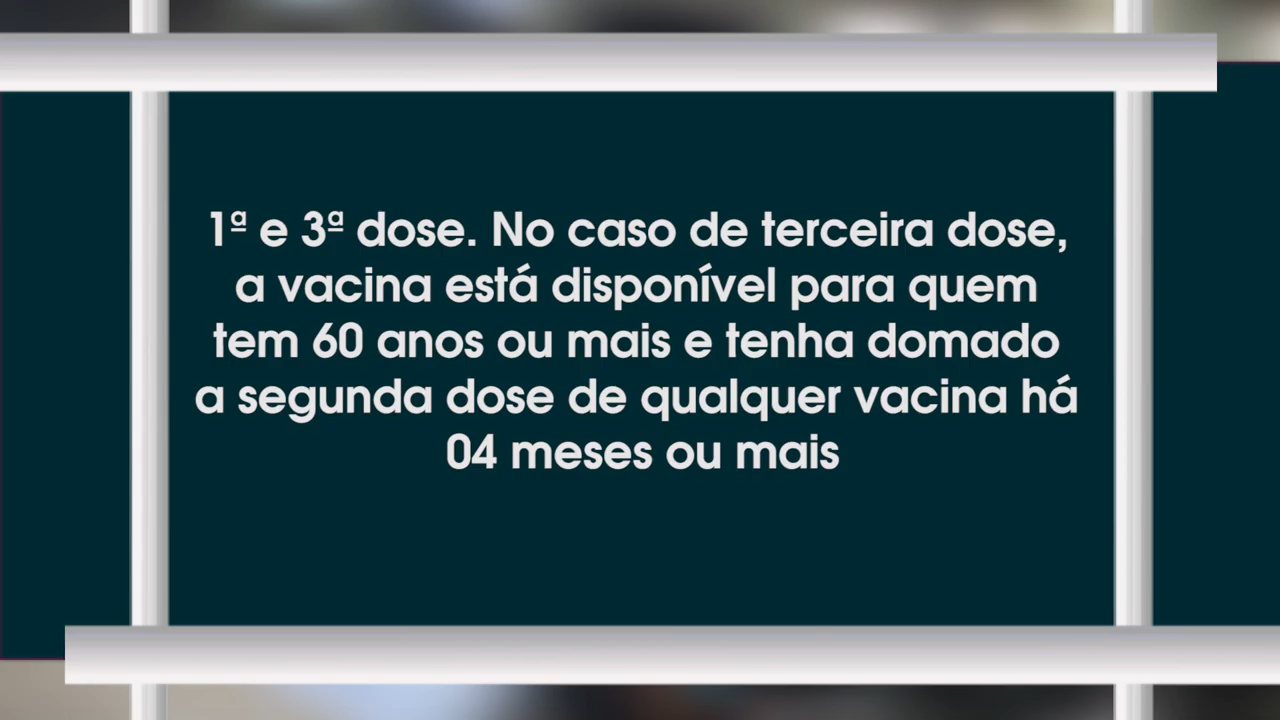 1ª e 3ª dose. No caso de terceira dose,
a vacina está disponível para quem
tem 60 anos ou mais e tenha domado
a segunda dose de qualquer vacina há
04 meses ou mais